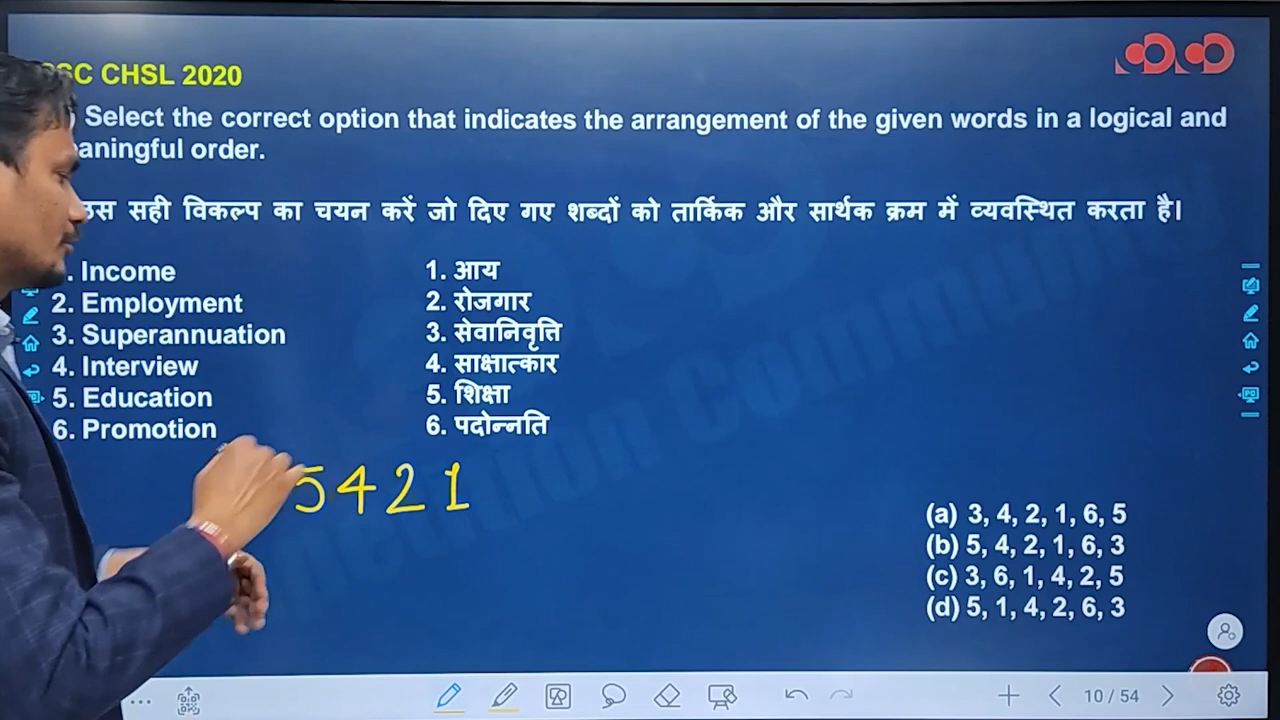 SSC CHSL 2020
Select the correct option that indicates the arrangement of the given words in a logical and
aningful order.
उस सही विकल्प का चयन करें जो दिए गए शब्दों को तार्किक और सार्थक क्रम में व्यवस्थित करता है।
1. Income
2. Employment
3. Superannuation
4. Interview
5. Education
6. Promotion
1. आय
2. रोजगार
3. सेवानिवृत्ति
4. साक्षात्कार
5. शिक्षा
6. पदोन्नति
5421
(a) 3, 4, 2, 1, 6, 5
(b) 5, 4, 2, 1, 6, 3
(c) 3, 6, 1, 4, 2, 5
(d) 5, 1, 4, 2, 6, 3
10 / 54